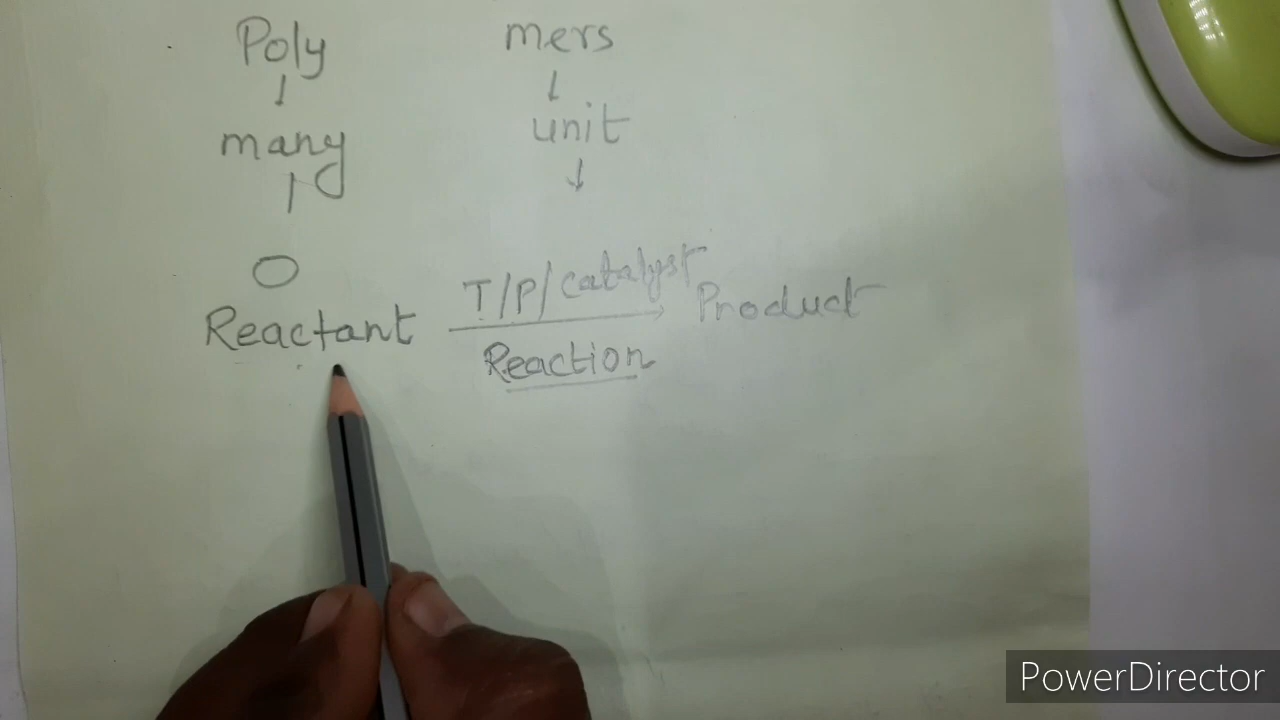 Poly mers
↓ ↓
many unit
↓
T/P/catalyst
Reactant → Product
Reaction
PowerDirector